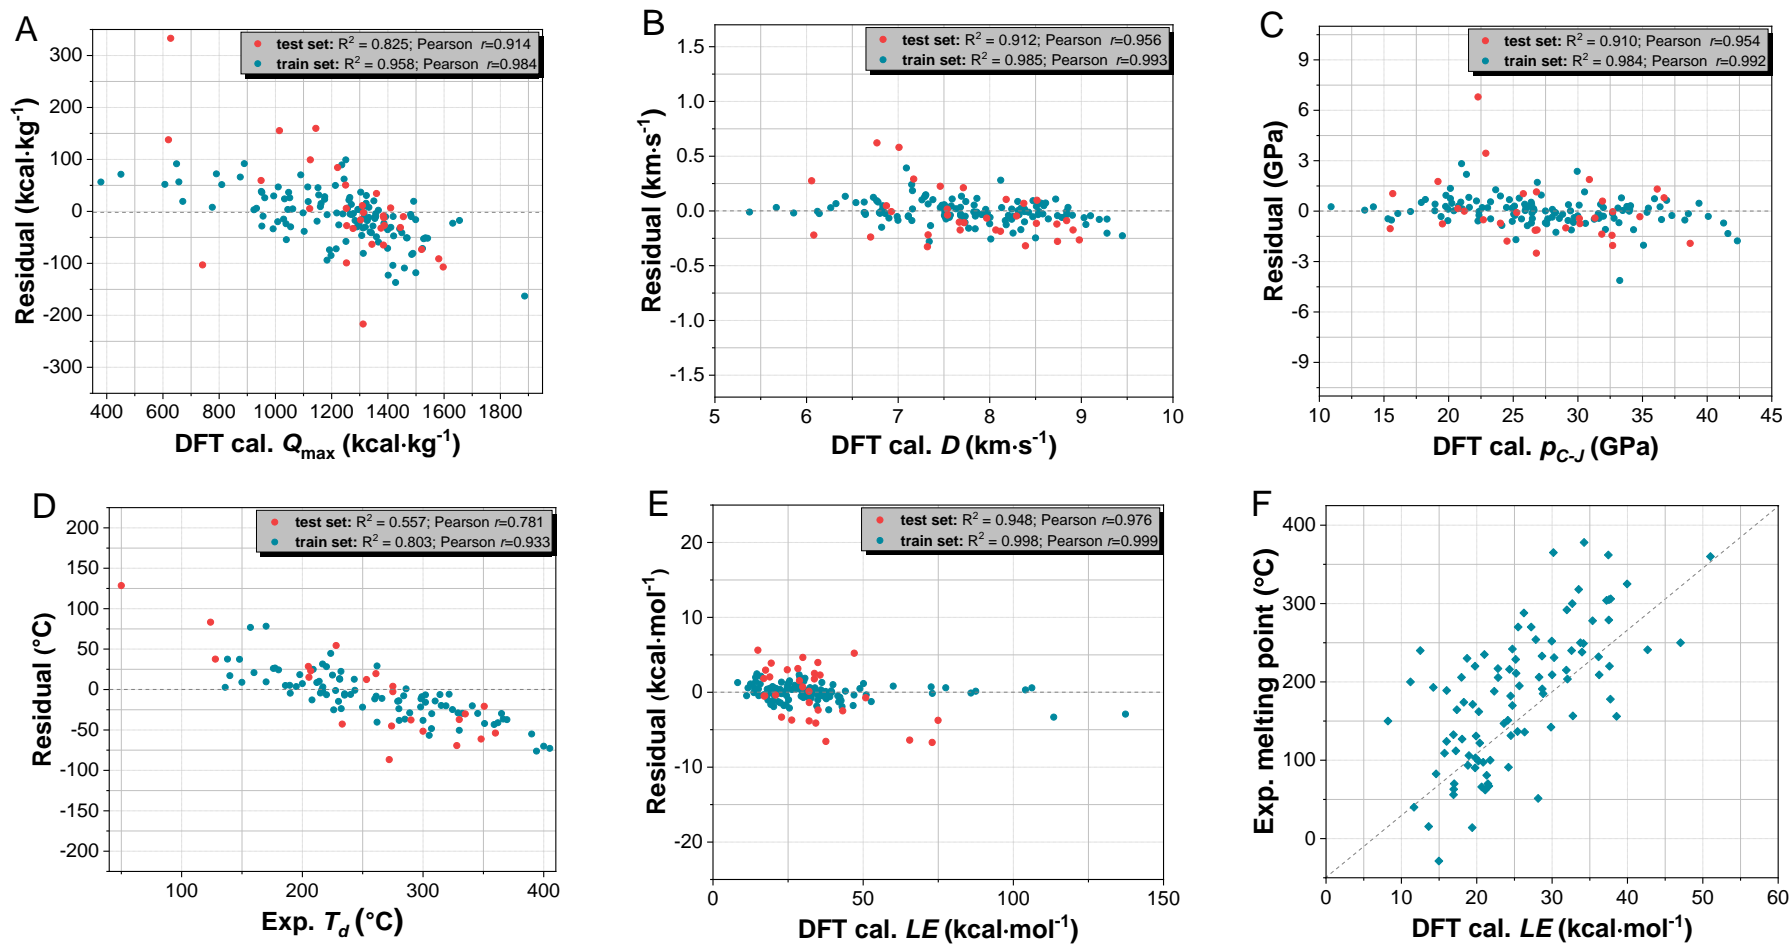 A
test set: R² = 0.825; Pearson r=0.914
train set: R² = 0.958; Pearson r=0.984
300
200
100
0
-100
-200
-300
Residual (kcal·kg⁻¹)
400 600 800 1000 1200 1400 1600 1800
DFT cal. Qmax (kcal·kg⁻¹)
B
test set: R² = 0.912; Pearson r=0.956
train set: R² = 0.985; Pearson r=0.993
1.5
1.0
0.5
0.0
-0.5
-1.0
-1.5
Residual (km·s⁻¹)
5 6 7 8 9 10
DFT cal. D (km·s⁻¹)
C
test set: R² = 0.910; Pearson r=0.954
train set: R² = 0.984; Pearson r=0.992
9
6
3
0
-3
-6
-9
Residual (GPa)
10 15 20 25 30 35 40 45
DFT cal. pC-J (GPa)
D
test set: R² = 0.557; Pearson r=0.781
train set: R² = 0.803; Pearson r=0.933
200
150
100
50
0
-50
-100
-150
-200
Residual (°C)
100 200 300 400
Exp. Td (°C)
E
test set: R² = 0.948; Pearson r=0.976
train set: R² = 0.998; Pearson r=0.999
20
10
0
-10
-20
Residual (kcal·mol⁻¹)
0 50 100 150
DFT cal. LE (kcal·mol⁻¹)
F
400
300
200
100
0
Exp. melting point (°C)
0 10 20 30 40 50 60
DFT cal. LE (kcal·mol⁻¹)